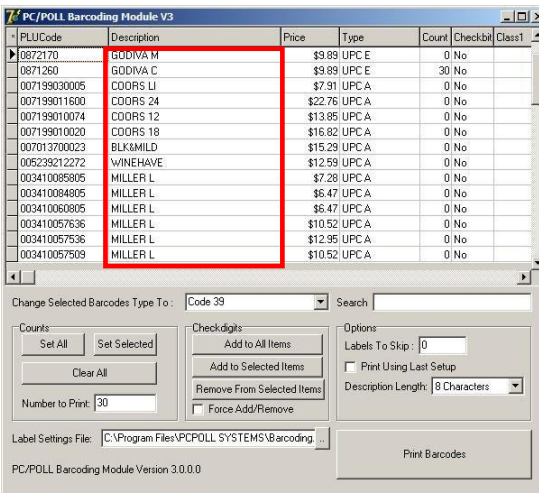 PC/POLL Barcoding Module V3
* PLUCode Description Price Type Count Checkbit Class1
0872170 GODIVA M $9.89 UPC E 0 No
0871260 GODIVA C $9.89 UPC E 30 No
007199030005 COORS LI $7.91 UPC A 0 No
007199011600 COORS 24 $22.76 UPC A 0 No
007199010074 COORS 12 $13.85 UPC A 0 No
007199010020 COORS 18 $16.82 UPC A 0 No
007013700023 BLK&MILD $15.29 UPC A 0 No
005239212272 WINEHAVE $12.59 UPC A 0 No
003410085805 MILLER L $7.28 UPC A 0 No
003410084805 MILLER L $6.47 UPC A 0 No
003410060805 MILLER L $6.47 UPC A 0 No
003410057636 MILLER L $10.52 UPC A 0 No
003410057536 MILLER L $12.95 UPC A 0 No
003410057509 MILLER L $10.52 UPC A 0 No
Change Selected Barcodes Type To : Code 39 Search
Counts Checkdigits Options
Set All Set Selected Add to All Items Labels To Skip : 0
Clear All Add to Selected Items Print Using Last Setup
Remove From Selected Items Description Length: 8 Characters
Number to Print: 30 Force Add/Remove
Label Settings File: C:\Program Files\PCPOLL SYSTEMS\Barcoding. ..
Print Barcodes
PC/POLL Barcoding Module Version 3.0.0.0